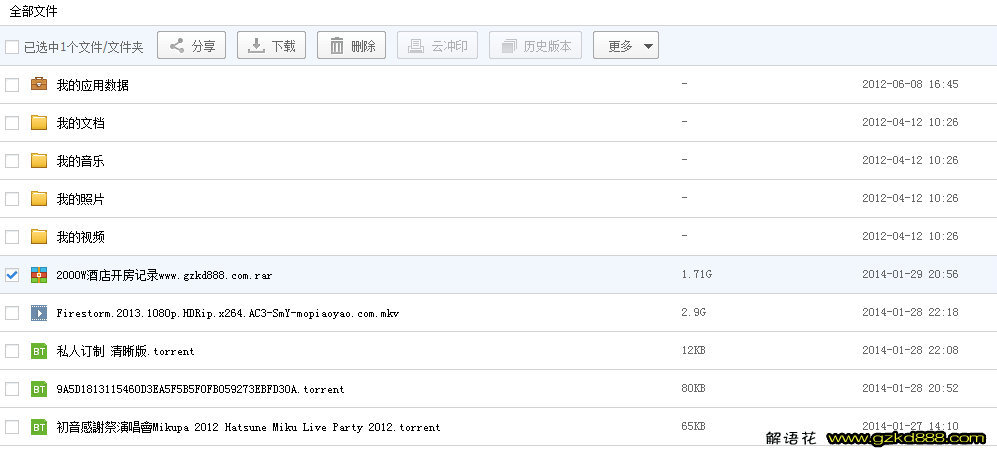 全部文件
已选中1个文件/文件夹 分享 下载 删除 云冲印 历史版本 更多
我的应用数据 - 2012-06-08 16:45
我的文档 - 2012-04-12 10:26
我的音乐 - 2012-04-12 10:26
我的照片 - 2012-04-12 10:26
我的视频 - 2012-04-12 10:26
2000W酒店开房记录www.gzkd888.com.rar 1.71G 2014-01-29 20:56
Firestorm.2013.1080p.HDRip.x264.AC3-SmY-mopiaoyao.com.mkv 2.9G 2014-01-28 22:18
BT 私人订制 清晰版.torrent 12KB 2014-01-28 22:08
BT 9A5D1813115460D3EA5F5B5F0FB059273EBFD30A.torrent 80KB 2014-01-28 20:52
BT 初音感謝祭演唱會Mikupa 2012 Hatsune Miku Live Party 2012.torrent 65KB 2014-01-27 14:10
解语花 www.gzkd888.com